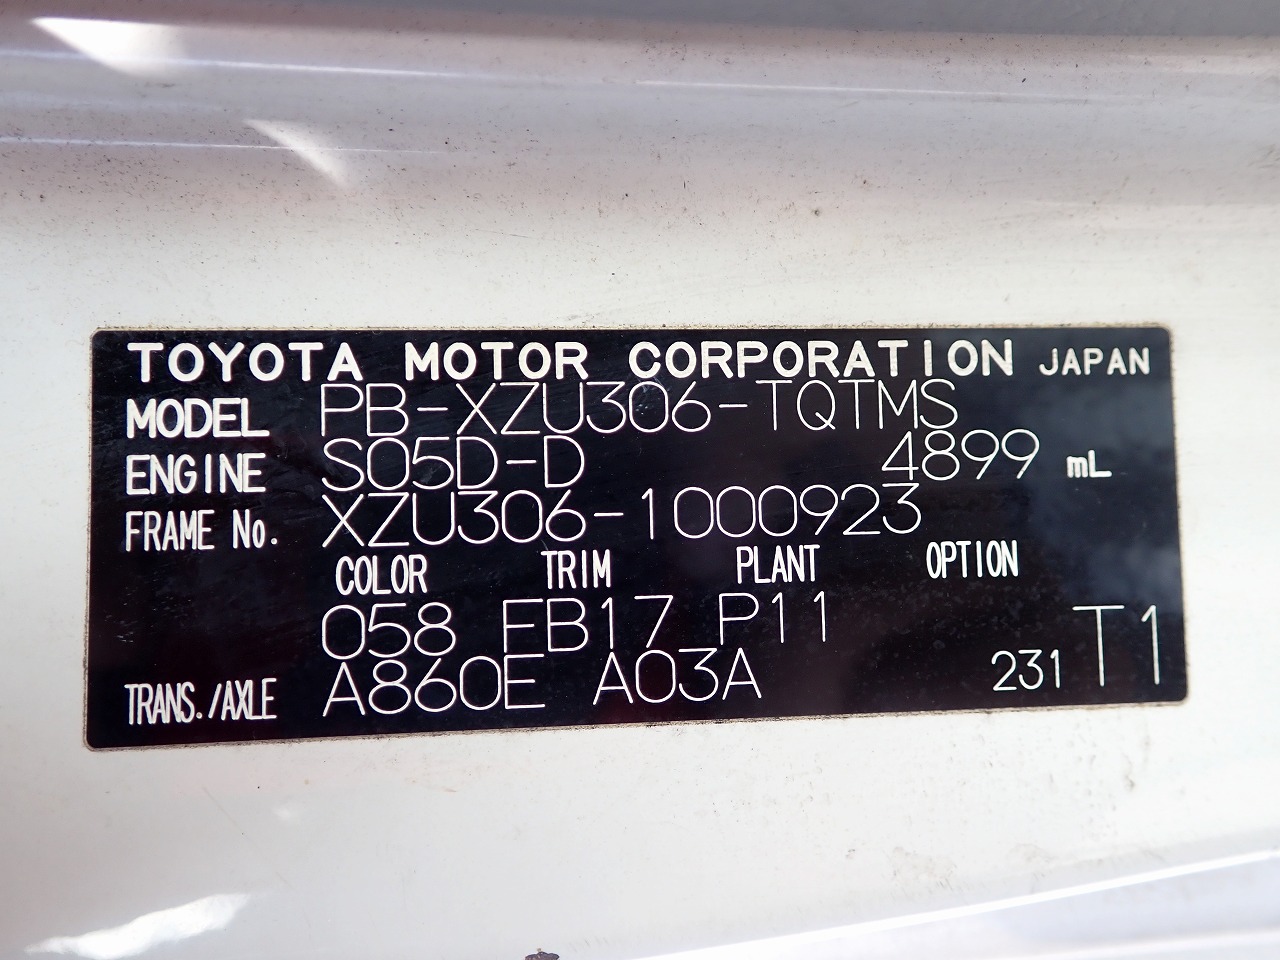 TOYOTA MOTOR CORPORATION JAPAN
MODEL PB-XZU306-TQTMS
ENGINE S05D-D 4899 mL
FRAME No. XZU306-1000923
COLOR TRIM PLANT OPTION
058 FB17 P11
TRANS./AXLE A860E A03A 231 T1